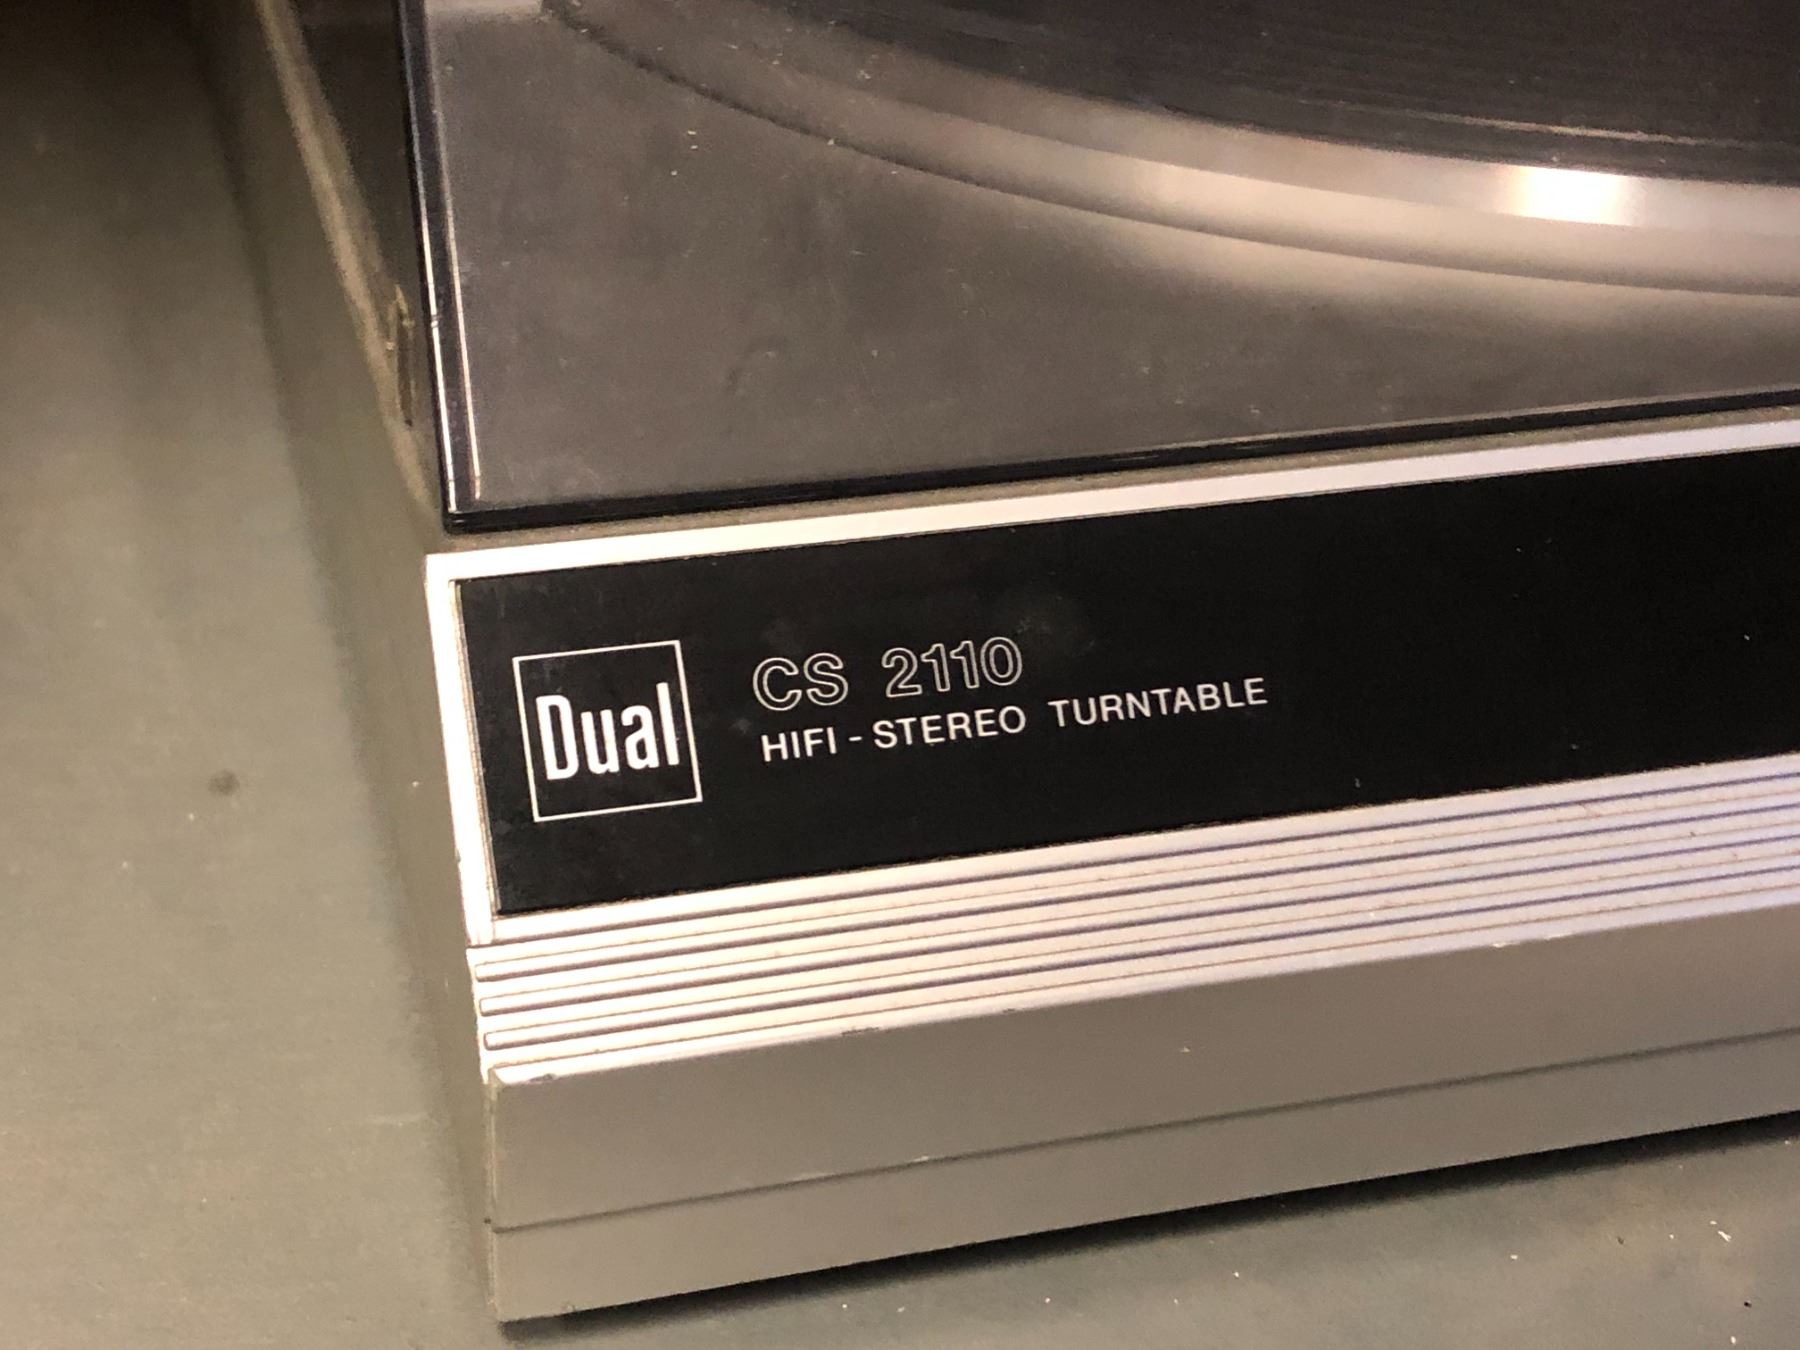 Dual
CS 2110
HIFI - STEREO TURNTABLE